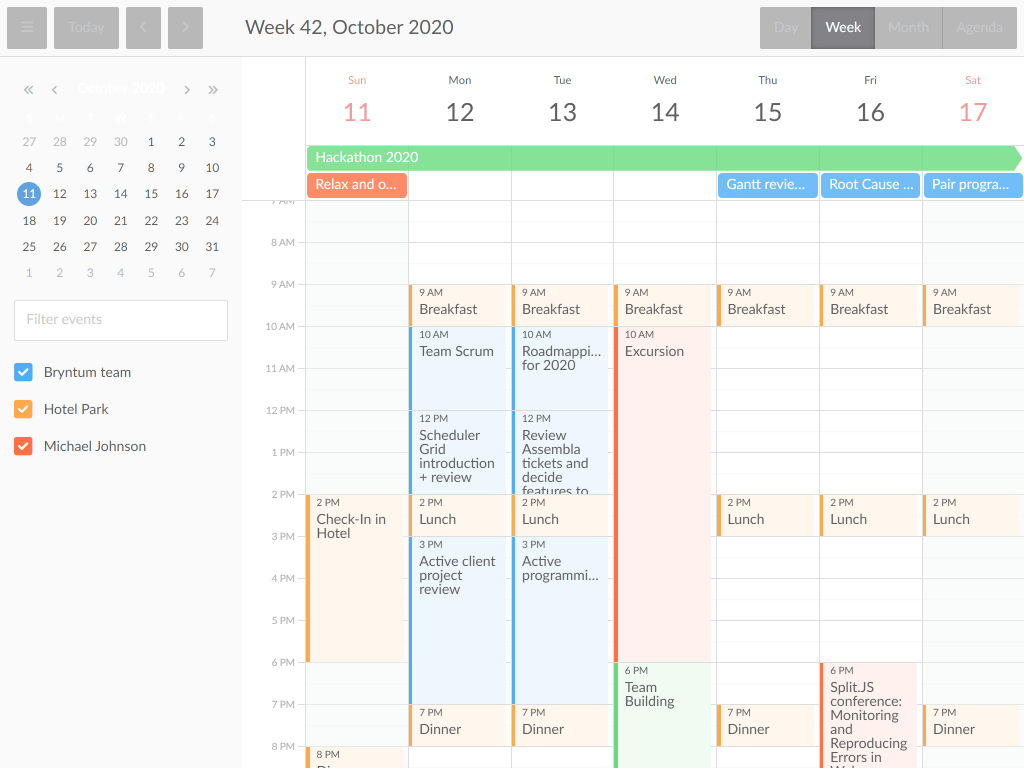 Today
Week 42, October 2020
Day Week Month Agenda
« ‹ October 2020 › »
27 28 29 30 1 2 3
4 5 6 7 8 9 10
11 12 13 14 15 16 17
18 19 20 21 22 23 24
25 26 27 28 29 30 31
1 2 3 4 5 6 7
Filter events
Bryntum team
Hotel Park
Michael Johnson
Sun Mon Tue Wed Thu Fri Sat
11 12 13 14 15 16 17
Hackathon 2020
Relax and o... Gantt revie... Root Cause ... Pair progra...
7 AM
8 AM
9 AM
10 AM
11 AM
12 PM
1 PM
2 PM
3 PM
4 PM
5 PM
6 PM
7 PM
8 PM
2 PM
Check-In in
Hotel
8 PM
9 AM
Breakfast
10 AM
Team Scrum
12 PM
Scheduler
Grid
introduction
+ review
2 PM
Lunch
3 PM
Active client
project
review
7 PM
Dinner
9 AM
Breakfast
10 AM
Roadmappi...
for 2020
12 PM
Review
Assembla
tickets and
decide
features to
2 PM
Lunch
3 PM
Active
programmi...
7 PM
Dinner
9 AM
Breakfast
10 AM
Excursion
6 PM
Team
Building
9 AM
Breakfast
2 PM
Lunch
7 PM
Dinner
9 AM
Breakfast
2 PM
Lunch
6 PM
Split.JS
conference:
Monitoring
and
Reproducing
Errors in
9 AM
Breakfast
2 PM
Lunch
7 PM
Dinner